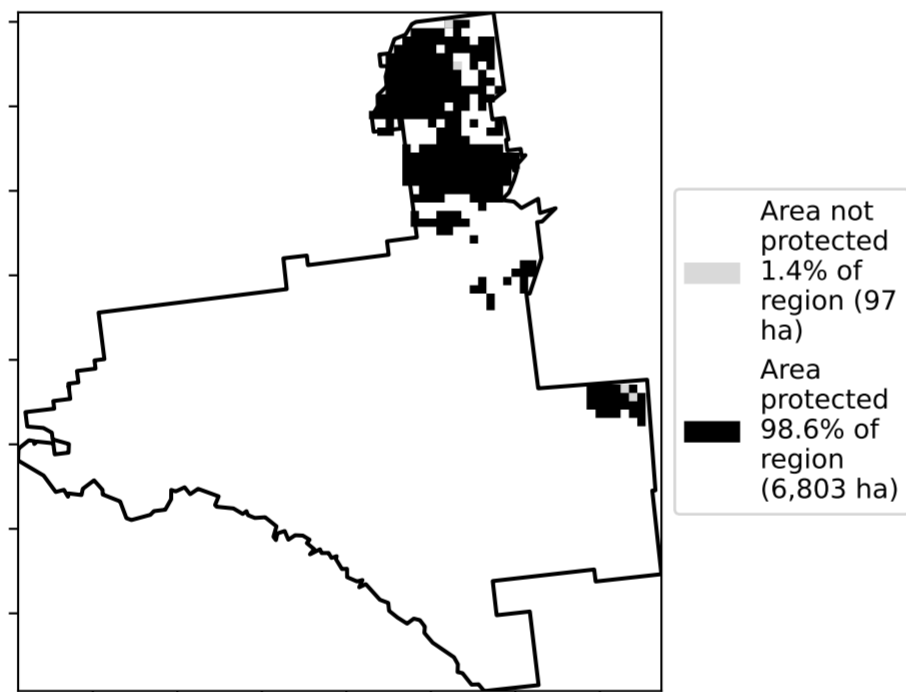 Area not
protected
1.4% of
region (97
ha)
Area
protected
98.6% of
region
(6,803 ha)